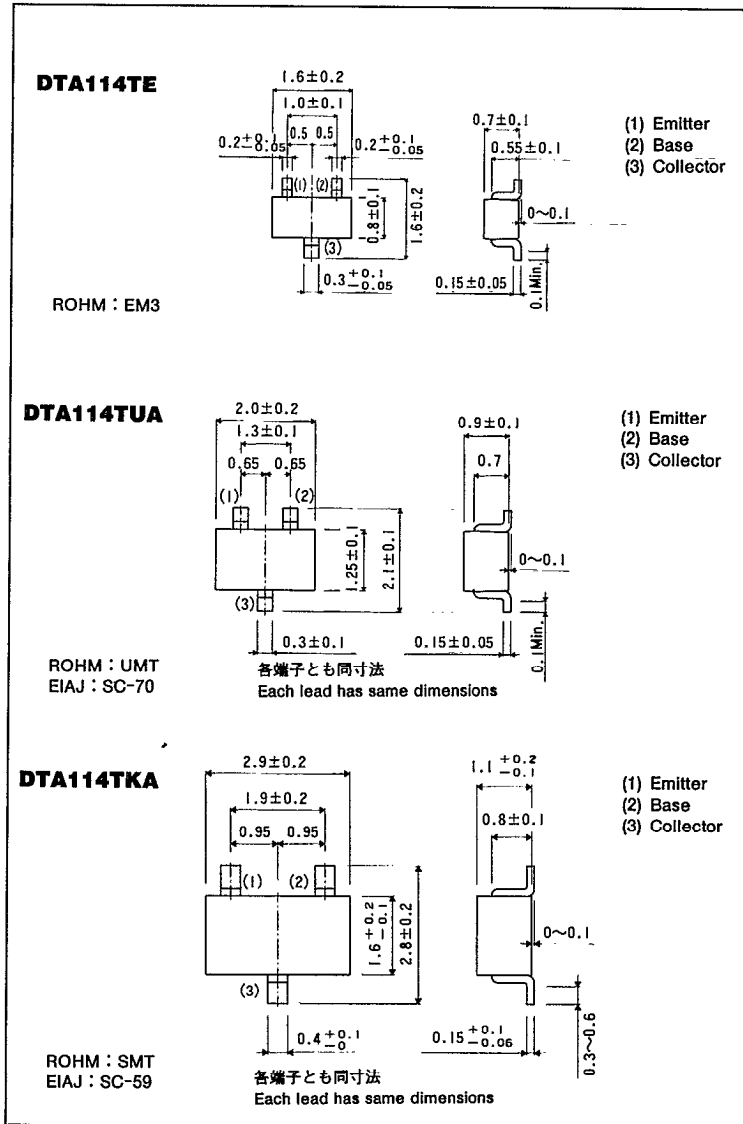 DTA114TE
1.6±0.2
1.0±0.1
0.5 0.5
0.2+0.1−0.05 0.2+0.1−0.05
(1) (2)
(3)
0.8±0.1
1.6±0.2
0.3+0.1−0.05
0.7±0.1
0.55±0.1
0~0.1
0.15±0.05
0.1Min.
(1) Emitter
(2) Base
(3) Collector
ROHM : EM3
DTA114TUA
2.0±0.2
1.3±0.1
0.65 0.65
(1) (2)
(3)
1.25±0.1
2.1±0.1
0.3±0.1
0.9±0.1
0.7
0~0.1
0.15±0.05
0.1Min.
(1) Emitter
(2) Base
(3) Collector
ROHM : UMT
EIAJ : SC-70
各端子とも同寸法
Each lead has same dimensions
DTA114TKA
2.9±0.2
1.9±0.2
0.95 0.95
(1) (2)
(3)
1.6+0.2−0.1
2.8±0.2
0.4+0.1−0
1.1+0.2−0.1
0.8±0.1
0~0.1
0.15+0.1−0.06
0.3~0.6
(1) Emitter
(2) Base
(3) Collector
ROHM : SMT
EIAJ : SC-59
各端子とも同寸法
Each lead has same dimensions